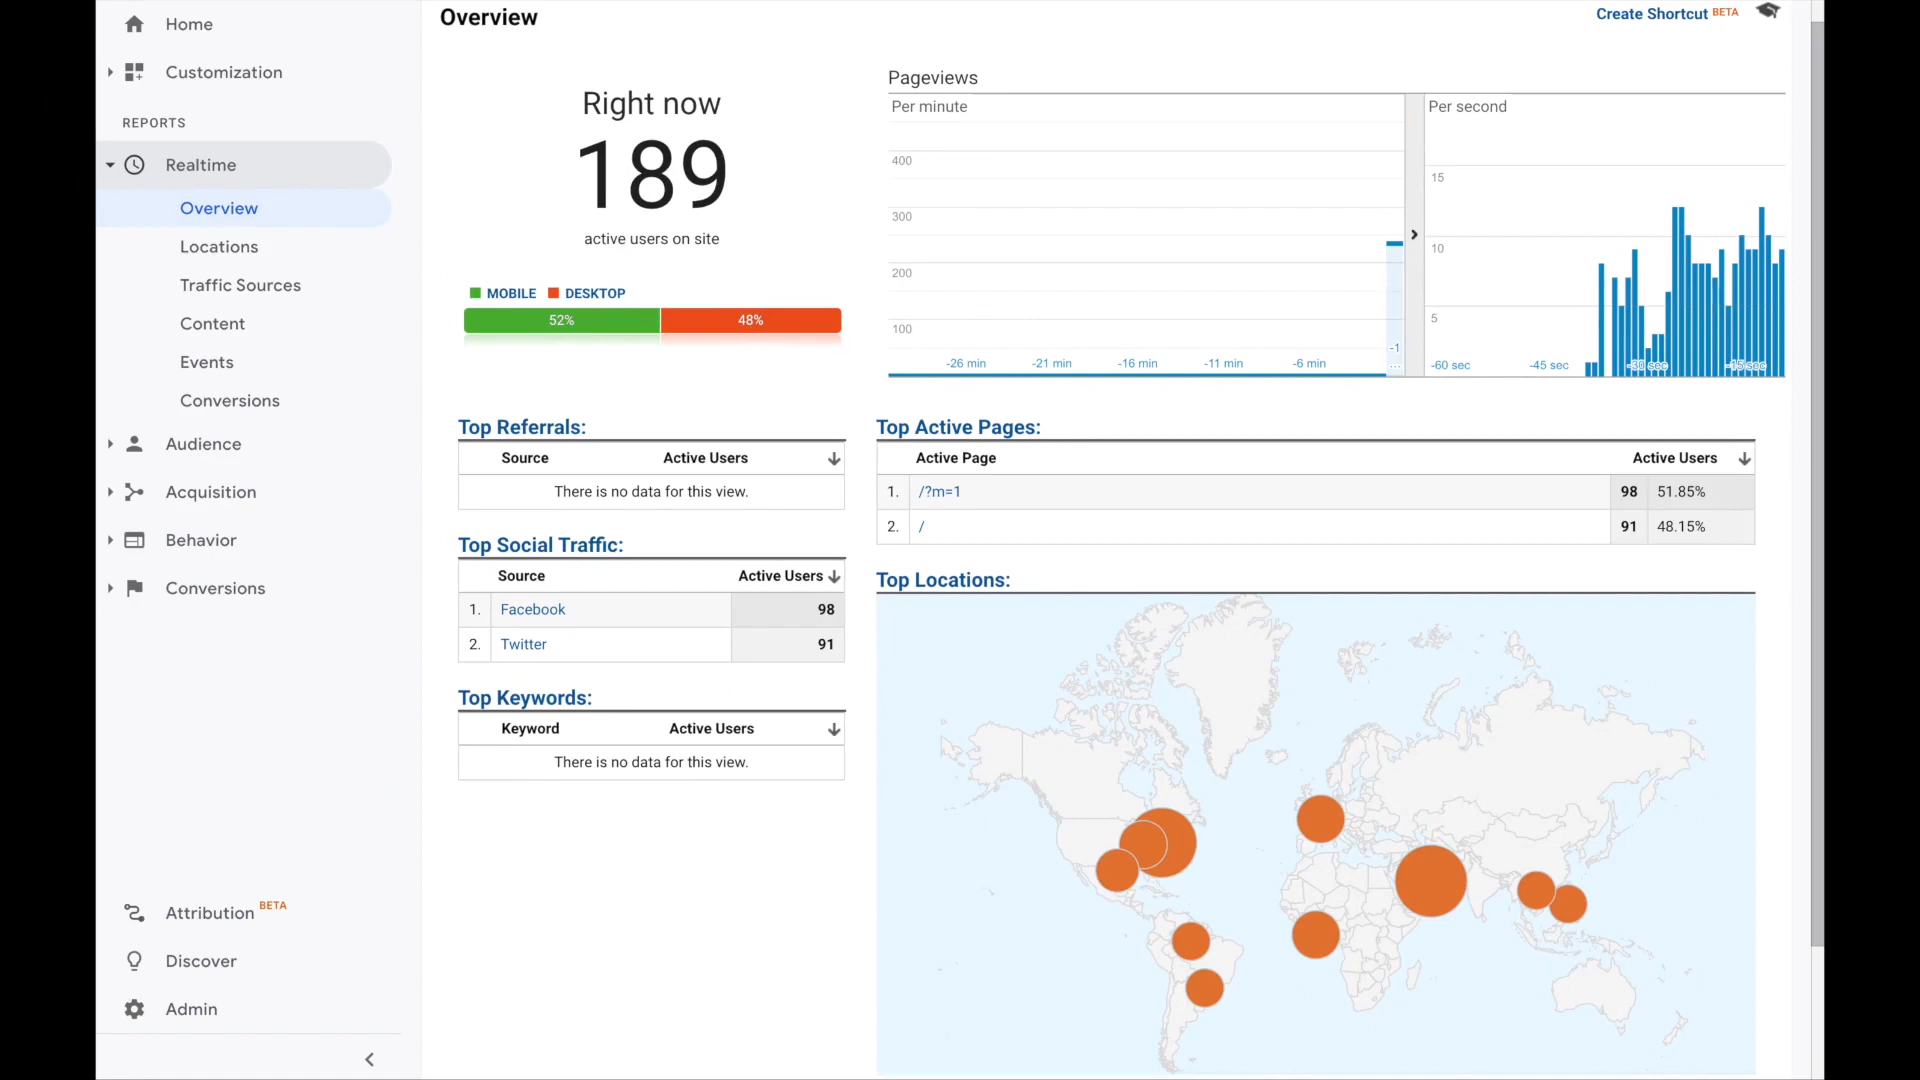 Home
Customization
REPORTS
Realtime
Overview
Locations
Traffic Sources
Content
Events
Conversions
Audience
Acquisition
Behavior
Conversions
Attribution BETA
Discover
Admin
Overview
Create Shortcut BETA
Right now
189
active users on site
MOBILE DESKTOP
52% 48%
Pageviews
Per minute
400
300
200
100
-26 min -21 min -16 min -11 min -6 min
-1
...
Per second
15
10
5
-60 sec -45 sec -30 sec -15 sec
Top Referrals:
Source Active Users
There is no data for this view.
Top Social Traffic:
Source Active Users
1. Facebook 98
2. Twitter 91
Top Keywords:
Keyword Active Users
There is no data for this view.
Top Active Pages:
Active Page Active Users
1. /?m=1 98 51.85%
2. / 91 48.15%
Top Locations: